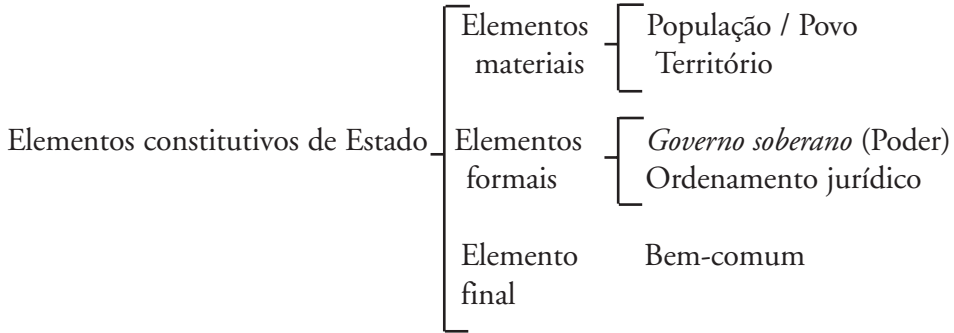 Elementos
materiais
População / Povo
Território
Elementos constitutivos de Estado
Elementos
formais
Governo soberano (Poder)
Ordenamento jurídico
Elemento
final
Bem-comum